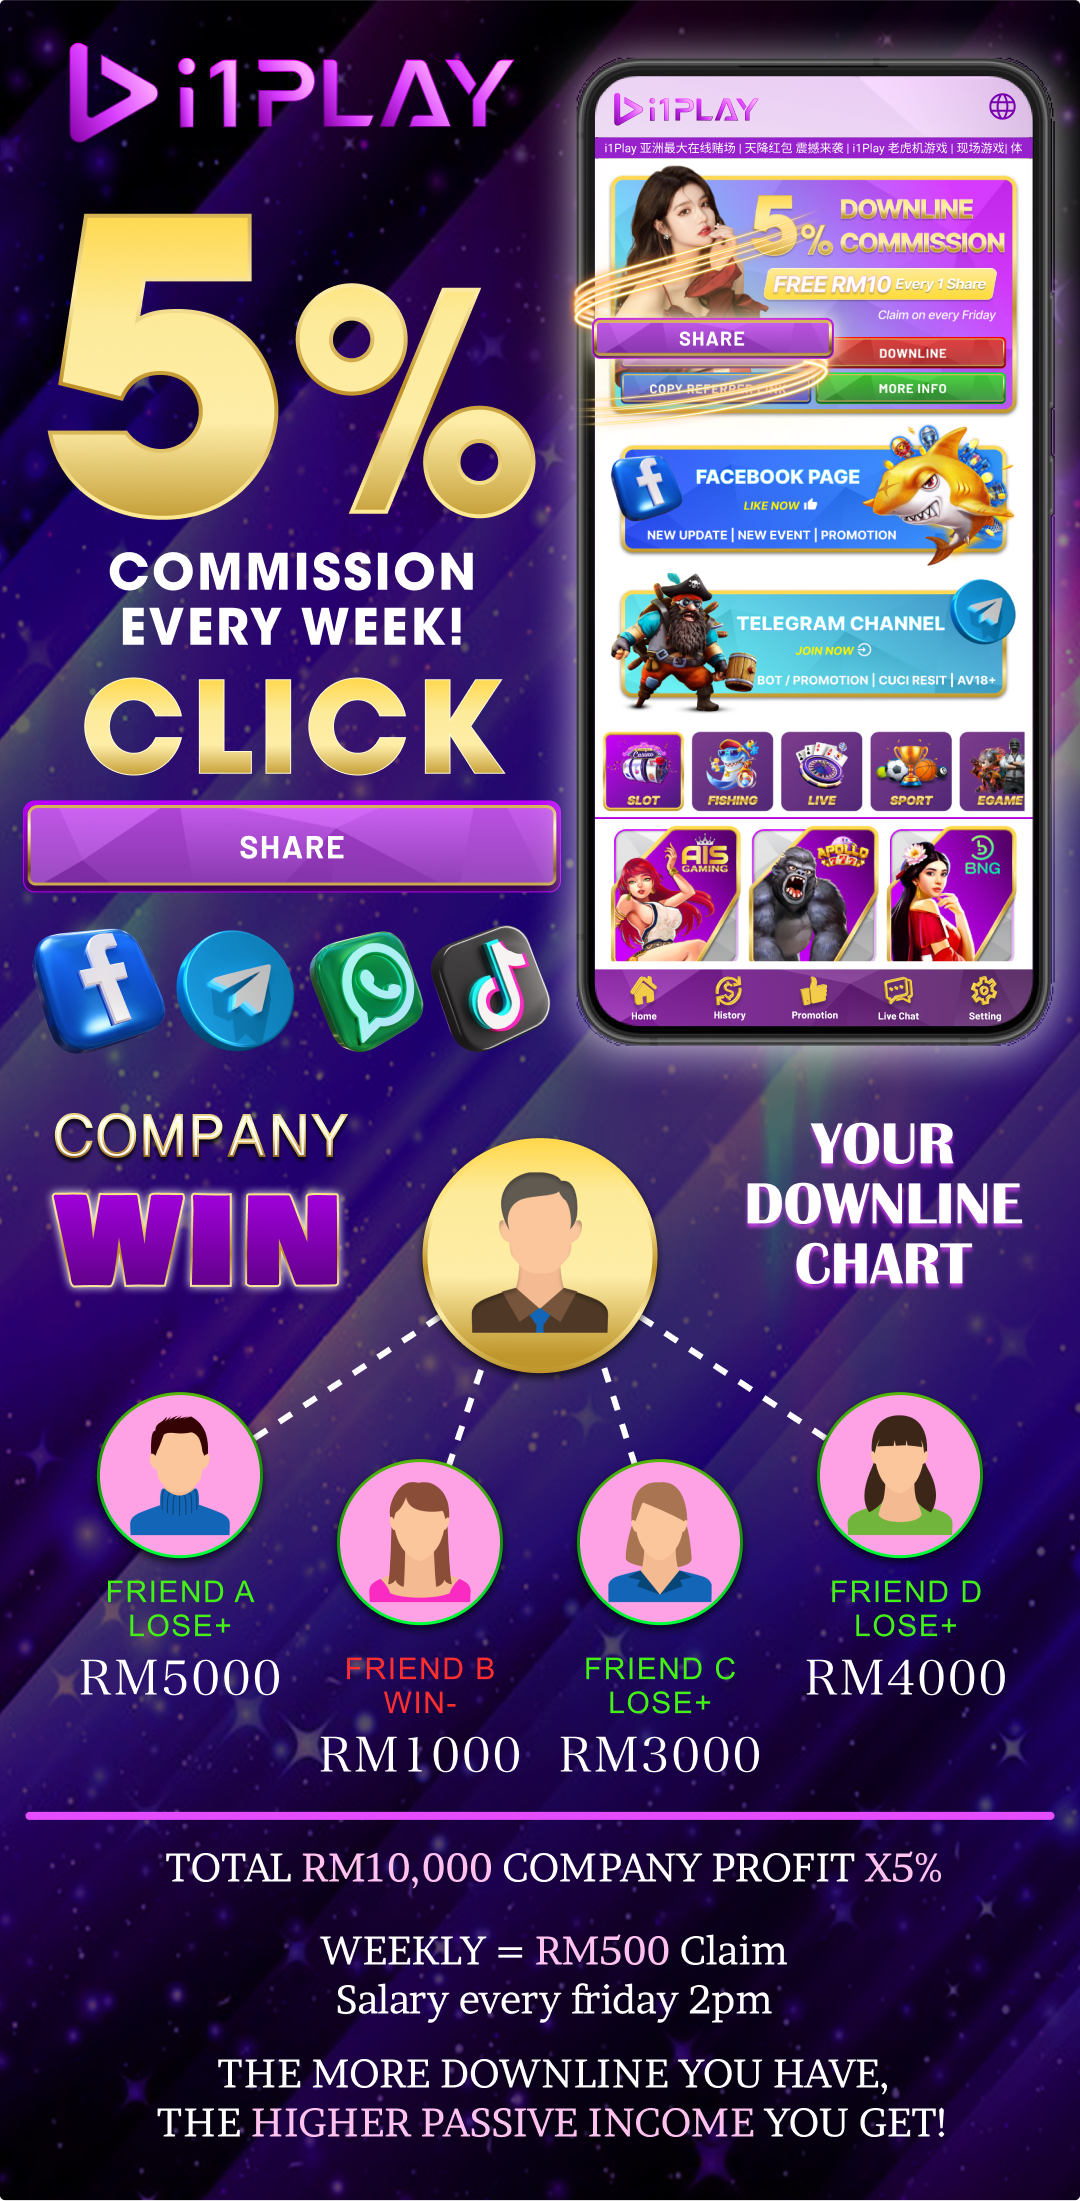 i1PLAY
5%
COMMISSION
EVERY WEEK!
CLICK
SHARE
i1PLAY
i1Play 亚洲最大在线赌场 | 天降红包 震撼来袭 | i1Play 老虎机游戏 | 现场游戏| 体
5% DOWNLINE
COMMISSION
FREE RM10 Every 1 Share
Claim on every Friday
SHARE
DOWNLINE
COPY REFERRER LINK
MORE INFO
FACEBOOK PAGE
LIKE NOW
NEW UPDATE | NEW EVENT | PROMOTION
TELEGRAM CHANNEL
JOIN NOW
BOT / PROMOTION | CUCI RESIT | AV18+
SLOT
FISHING
LIVE
SPORT
EGAME
AIS
GAMING
APOLLO
777
BNG
Home
History
Promotion
Live Chat
Setting
COMPANY
WIN
YOUR
DOWNLINE
CHART
FRIEND A
LOSE+
RM5000
FRIEND B
WIN-
RM1000
FRIEND C
LOSE+
RM3000
FRIEND D
LOSE+
RM4000
TOTAL RM10,000 COMPANY PROFIT X5%
WEEKLY = RM500 Claim
Salary every friday 2pm
THE MORE DOWNLINE YOU HAVE,
THE HIGHER PASSIVE INCOME YOU GET!